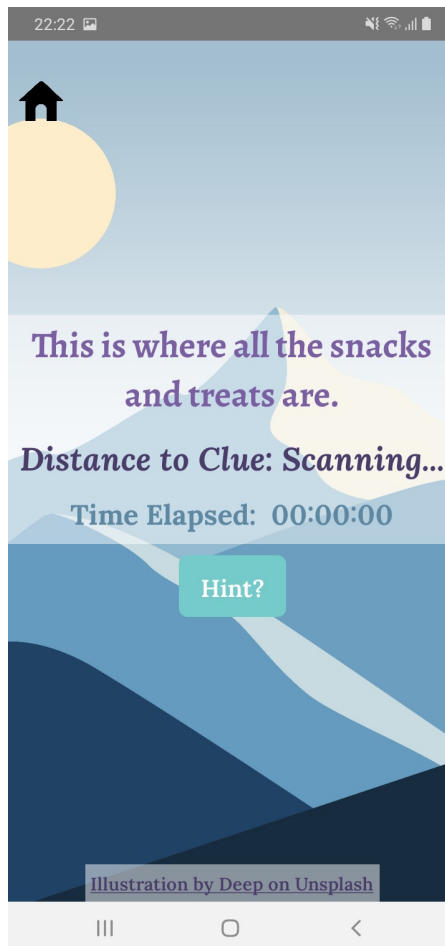 22:22
This is where all the snacks
and treats are.
Distance to Clue: Scanning...
Time Elapsed: 00:00:00
Hint?
Illustration by Deep on Unsplash